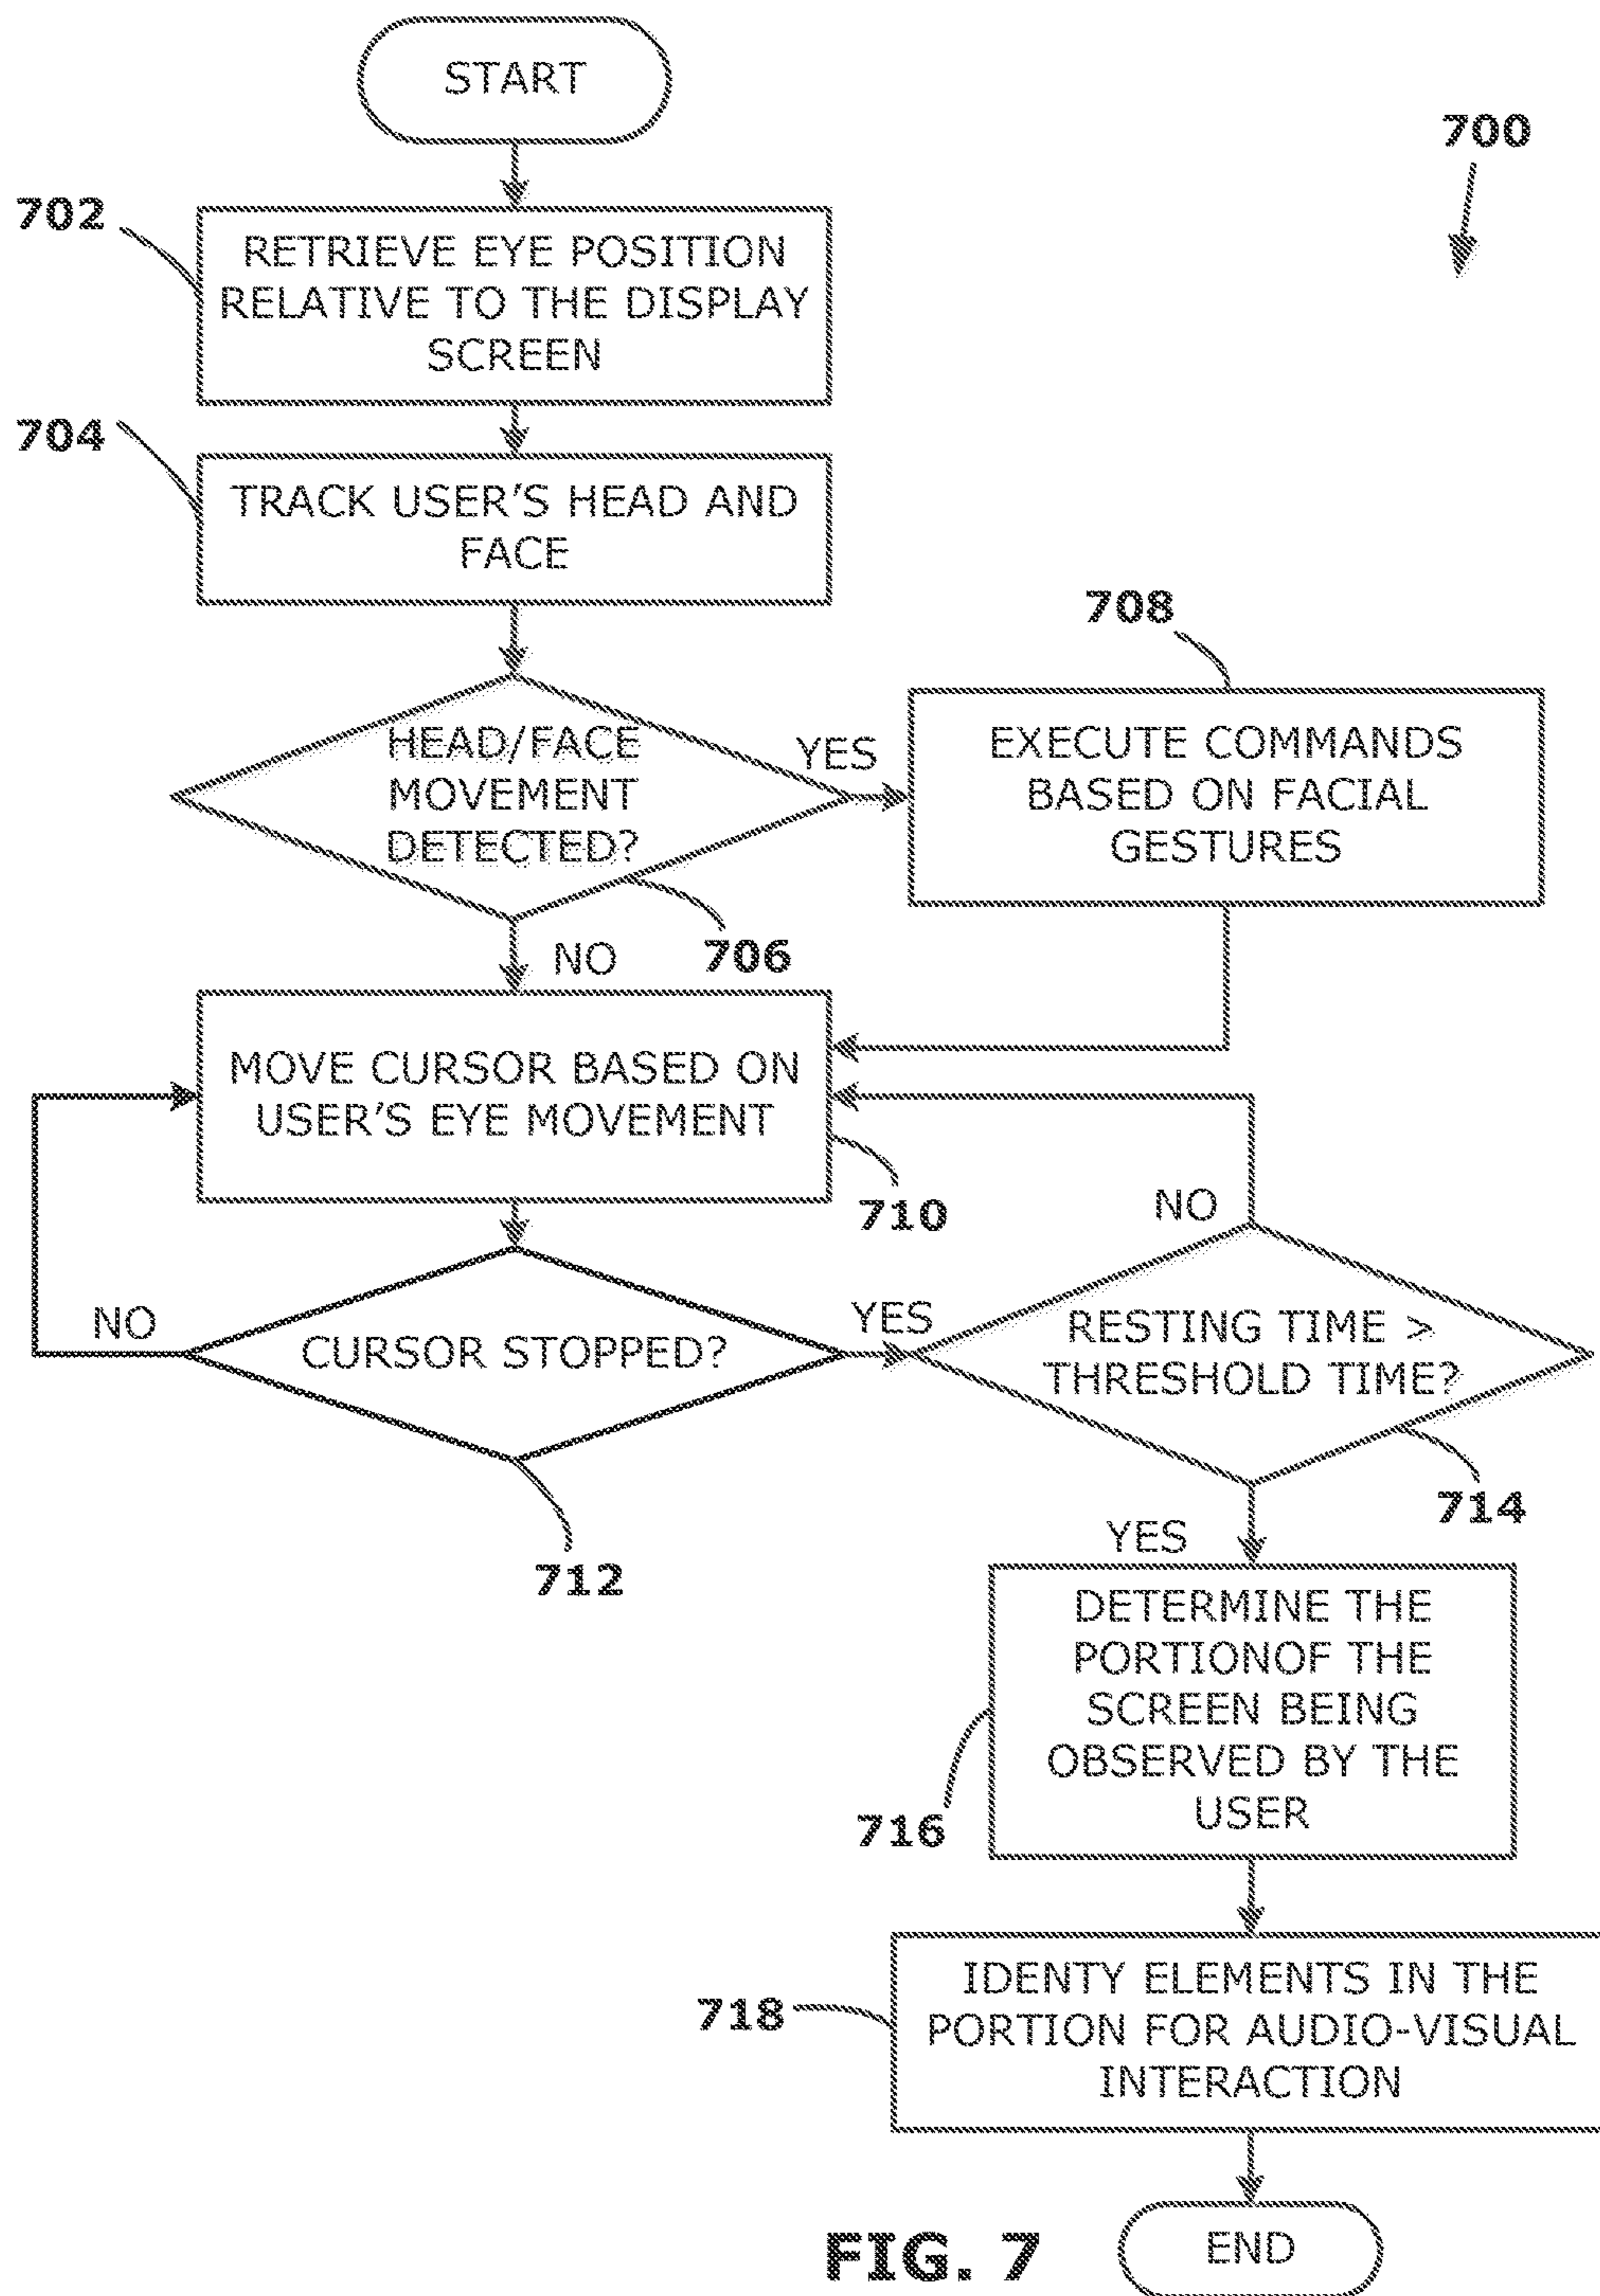 START
700
702
RETRIEVE EYE POSITION
RELATIVE TO THE DISPLAY
SCREEN
704
TRACK USER'S HEAD AND
FACE
708
HEAD/FACE
MOVEMENT
DETECTED?
YES
EXECUTE COMMANDS
BASED ON FACIAL
GESTURES
706
NO
MOVE CURSOR BASED ON
USER'S EYE MOVEMENT
710
NO
NO
CURSOR STOPPED?
YES
RESTING TIME >
THRESHOLD TIME?
714
712
YES
DETERMINE THE
PORTIONOF THE
SCREEN BEING
OBSERVED BY THE
USER
716
718
IDENTY ELEMENTS IN THE
PORTION FOR AUDIO-VISUAL
INTERACTION
FIG. 7
END